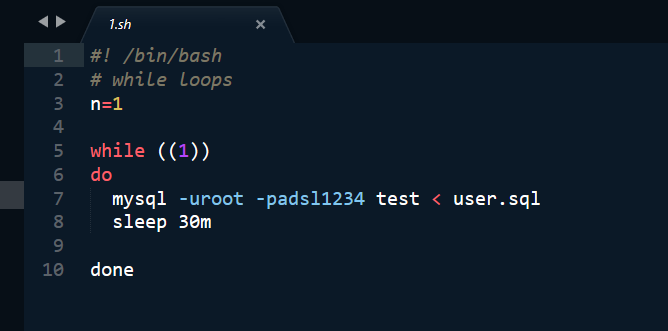 1.sh
1 #! /bin/bash
2 # while loops
3 n=1
4
5 while ((1))
6 do
7 mysql -uroot -padsl1234 test < user.sql
8 sleep 30m
9
10 done